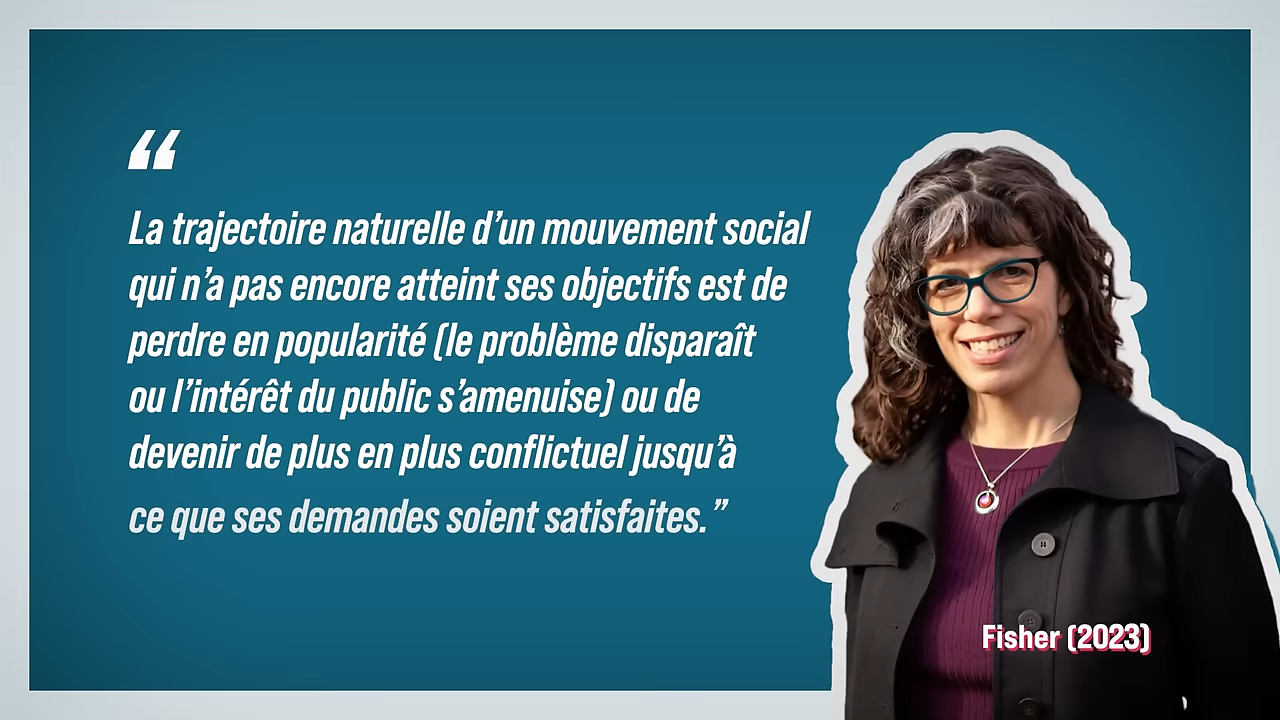 “
La trajectoire naturelle d’un mouvement social
qui n’a pas encore atteint ses objectifs est de
perdre en popularité (le problème disparaît
ou l’intérêt du public s’amenuise) ou de
devenir de plus en plus conflictuel jusqu’à
ce que ses demandes soient satisfaites.”
Fisher (2023)